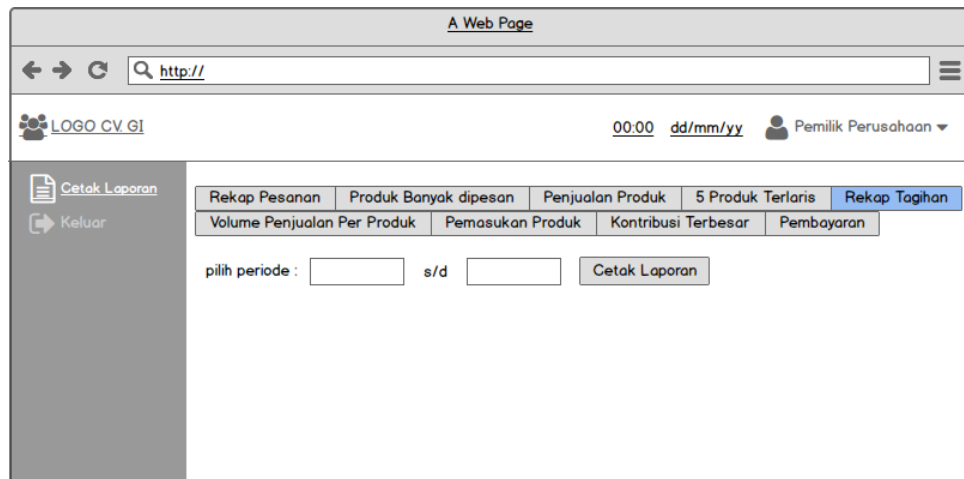 A Web Page
http://
LOGO CV. GI 00:00 dd/mm/yy Pemilik Perusahaan
Cetak Laporan
Keluar
Rekap Pesanan Produk Banyak dipesan Penjualan Produk 5 Produk Terlaris Rekap Tagihan
Volume Penjualan Per Produk Pemasukan Produk Kontribusi Terbesar Pembayaran
pilih periode : s/d Cetak Laporan